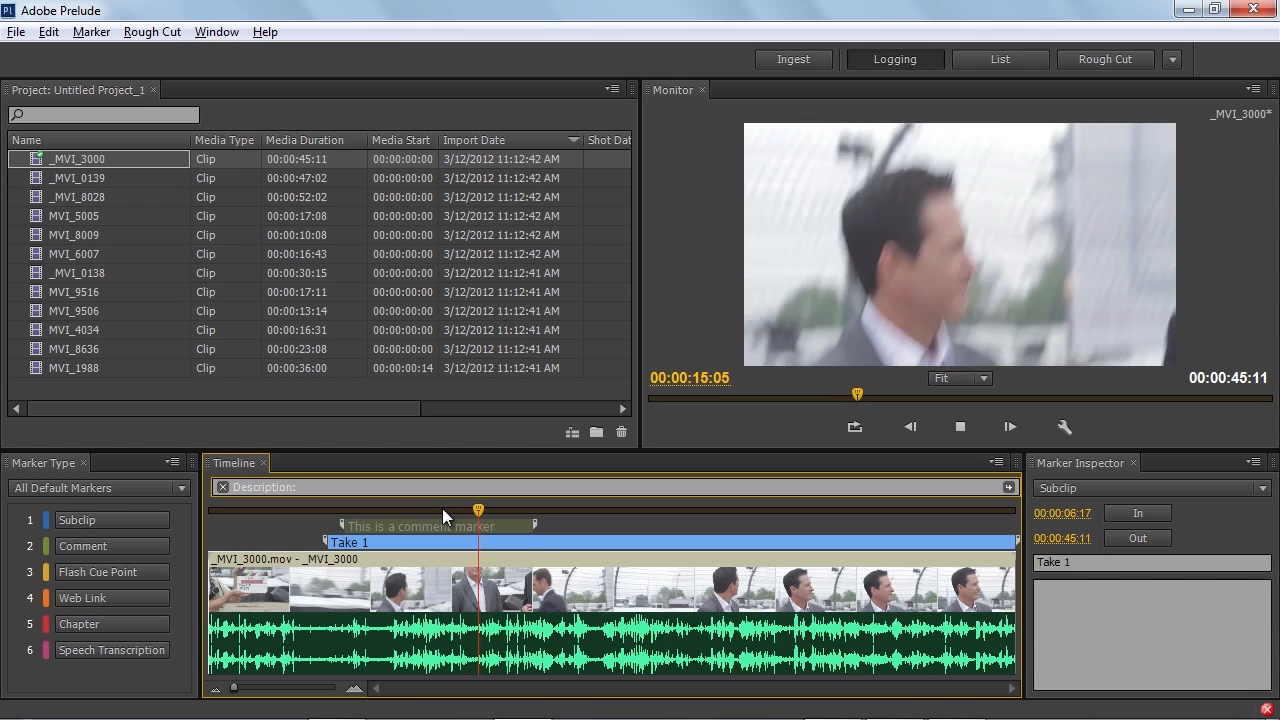 Pl Adobe Prelude
File Edit Marker Rough Cut Window Help
Ingest Logging List Rough Cut
Project: Untitled Project_1
Name Media Type Media Duration Media Start Import Date Shot Dat
_MVI_3000 Clip 00:00:45:11 00:00:00:00 3/12/2012 11:12:42 AM
_MVI_0139 Clip 00:00:47:02 00:00:00:00 3/12/2012 11:12:42 AM
_MVI_8028 Clip 00:00:52:02 00:00:00:00 3/12/2012 11:12:42 AM
MVI_5005 Clip 00:00:17:08 00:00:00:00 3/12/2012 11:12:42 AM
MVI_8009 Clip 00:00:10:08 00:00:00:00 3/12/2012 11:12:42 AM
MVI_6007 Clip 00:00:16:43 00:00:00:00 3/12/2012 11:12:42 AM
_MVI_0138 Clip 00:00:30:15 00:00:00:00 3/12/2012 11:12:41 AM
MVI_9516 Clip 00:00:17:11 00:00:00:00 3/12/2012 11:12:41 AM
MVI_9506 Clip 00:00:13:14 00:00:00:00 3/12/2012 11:12:41 AM
MVI_4034 Clip 00:00:16:31 00:00:00:00 3/12/2012 11:12:41 AM
MVI_8636 Clip 00:00:23:08 00:00:00:00 3/12/2012 11:12:41 AM
MVI_1988 Clip 00:00:36:00 00:00:00:14 3/12/2012 11:12:41 AM
Monitor
_MVI_3000*
00:00:15:05 Fit 00:00:45:11
Marker Type
All Default Markers
1 Subclip
2 Comment
3 Flash Cue Point
4 Web Link
5 Chapter
6 Speech Transcription
Timeline
Description:
This is a comment marker
Take 1
_MVI_3000.mov - _MVI_3000
Marker Inspector
Subclip
00:00:06:17 In
00:00:45:11 Out
Take 1